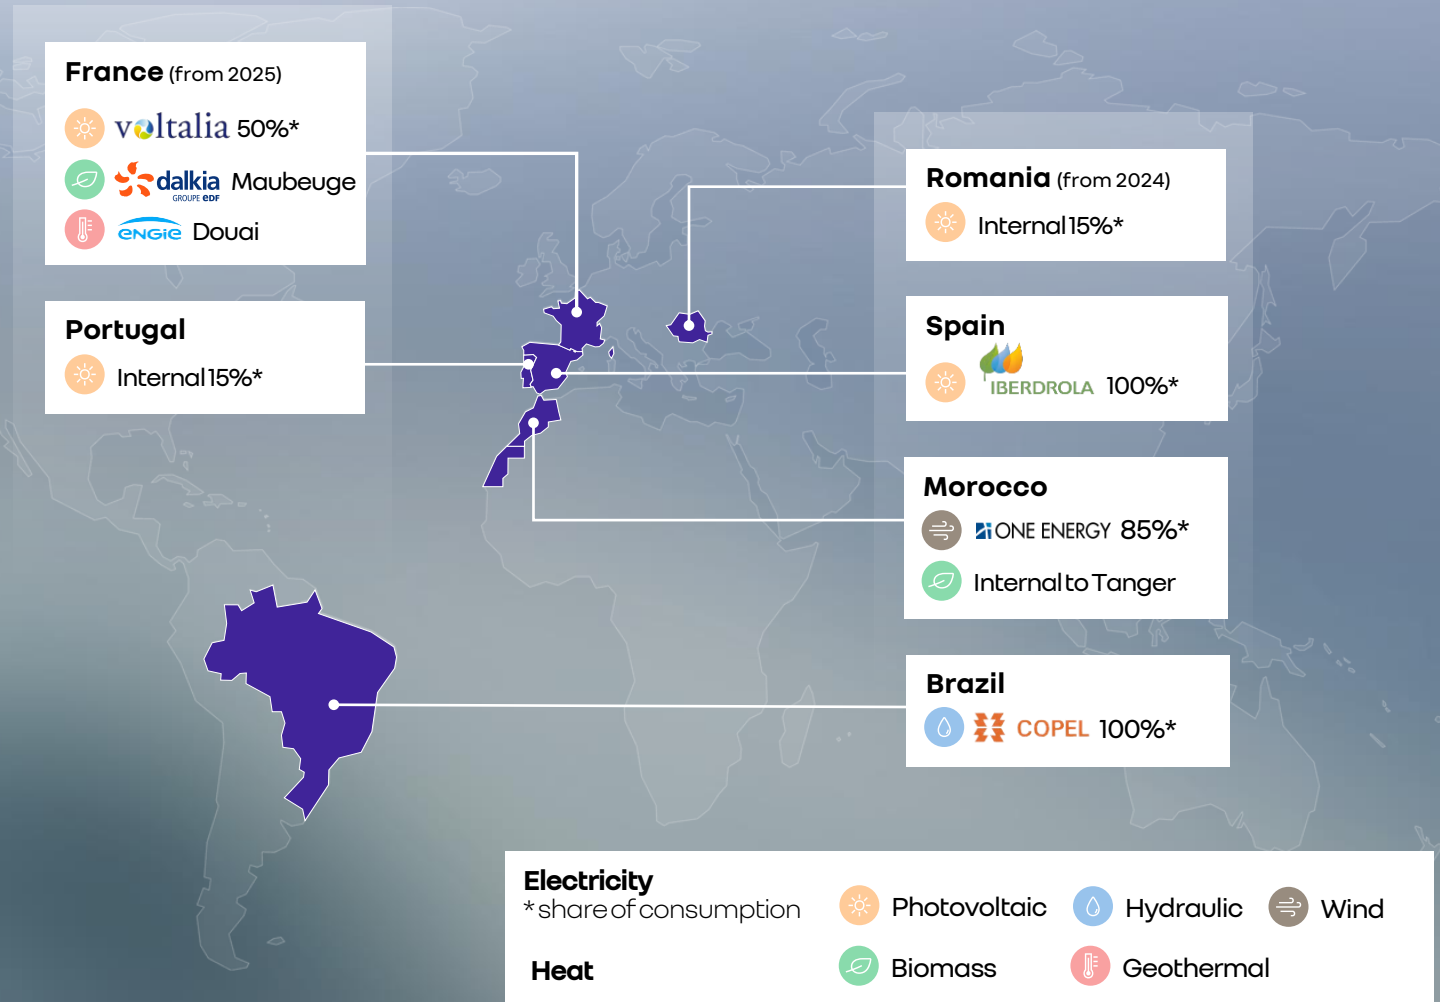 France (from 2025)
voltalia 50%*
dalkia Maubeuge
GROUPE EDF
ENGIE Douai
Portugal
Internal 15%*
Romania (from 2024)
Internal 15%*
Spain
IBERDROLA 100%*
Morocco
ONE ENERGY 85%*
Internal to Tanger
Brazil
COPEL 100%*
Electricity
*share of consumption
Photovoltaic Hydraulic Wind
Heat
Biomass Geothermal